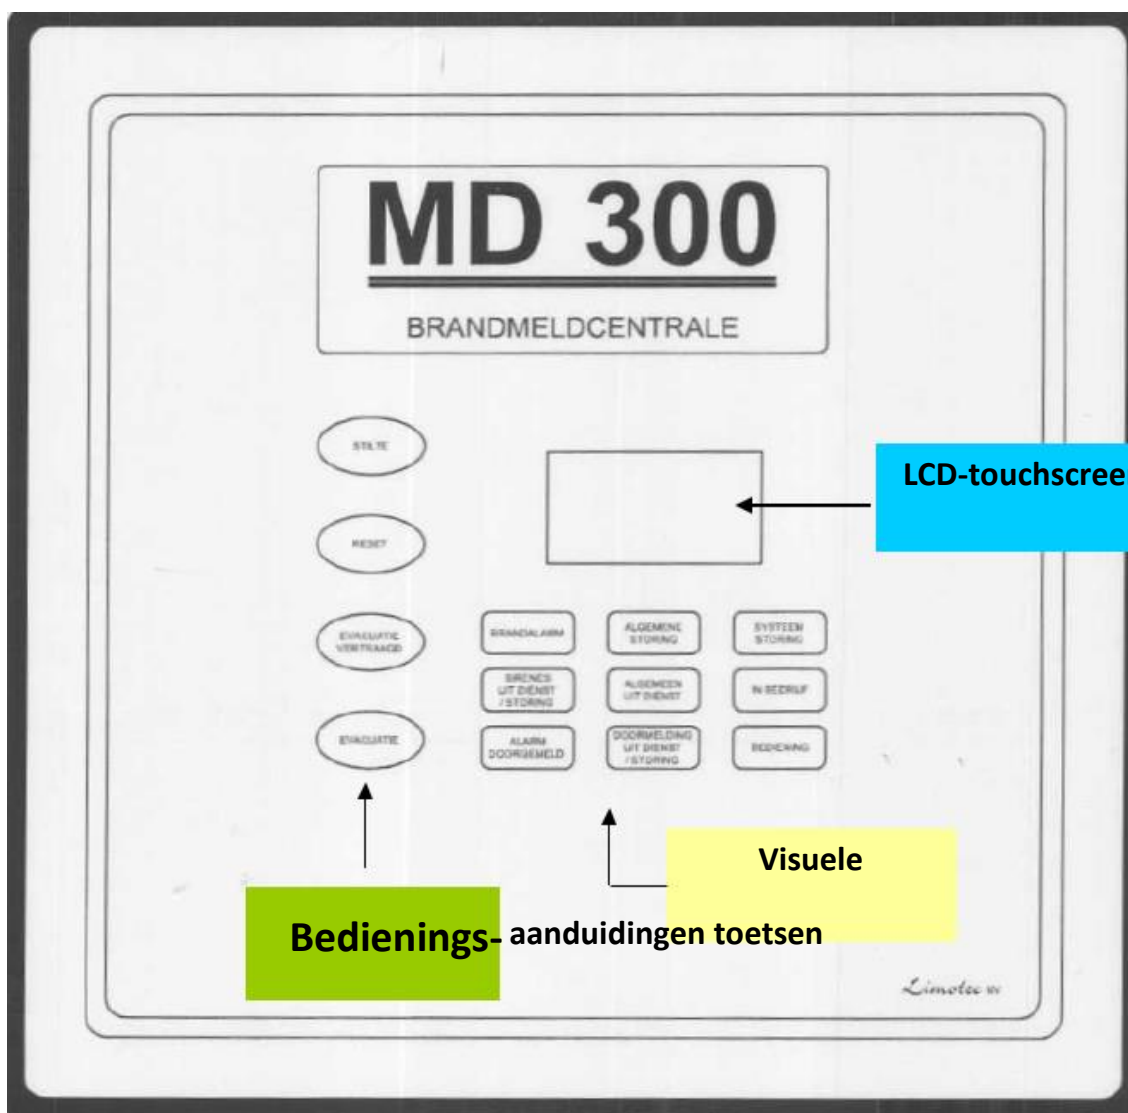 MD 300
BRANDMELDCENTRALE
STILTE
RESET
EVACUATIE
VERTRAAGD
EVACUATIE
LCD-touchscree
BRANDALARM
ALGEMENE
STORING
SYSTEEM
STORING
SIRENES
UIT DIENST
/ STORING
ALGEMEEN
UIT DIENST
IN BEDRIJF
ALARM
DOORGEMELD
DOORMELDING
UIT DIENST
/ STORING
BEDIENING
Visuele
Bedienings- aanduidingen toetsen
Limotec nv